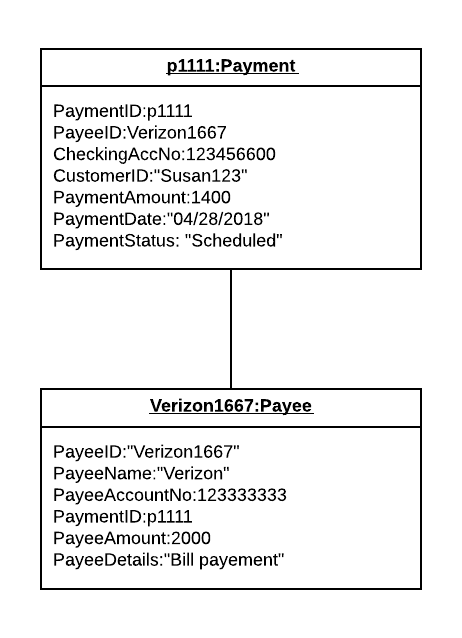 p1111:Payment
PaymentID:p1111
PayeeID:Verizon1667
CheckingAccNo:123456600
CustomerID:"Susan123"
PaymentAmount:1400
PaymentDate:"04/28/2018"
PaymentStatus: "Scheduled"
Verizon1667:Payee
PayeeID:"Verizon1667"
PayeeName:"Verizon"
PayeeAccountNo:123333333
PaymentID:p1111
PayeeAmount:2000
PayeeDetails:"Bill payement"